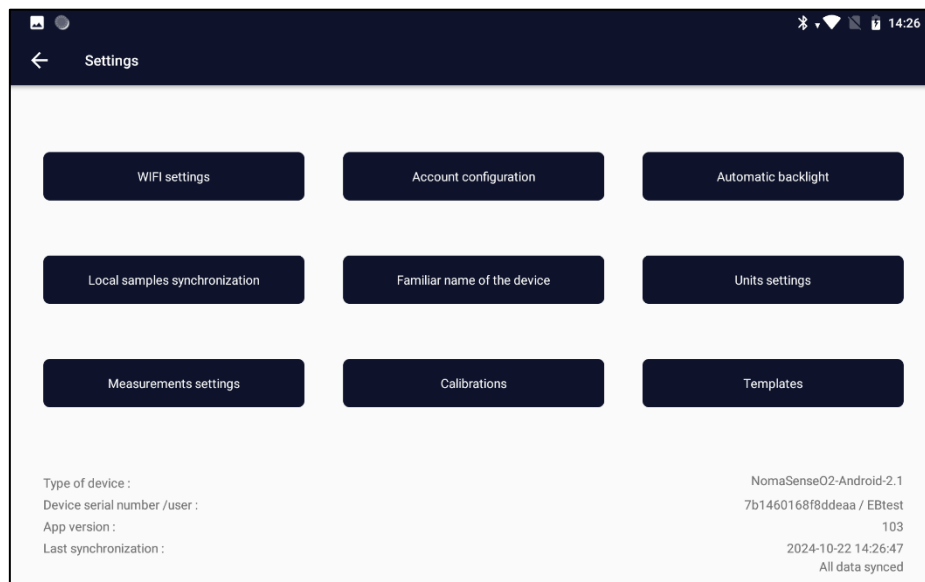 14:26
Settings
WIFI settings Account configuration Automatic backlight
Local samples synchronization Familiar name of the device Units settings
Measurements settings Calibrations Templates
Type of device : NomaSenseO2-Android-2.1
Device serial number /user : 7b1460168f8ddeaa / EBtest
App version : 103
Last synchronization : 2024-10-22 14:26:47
All data synced